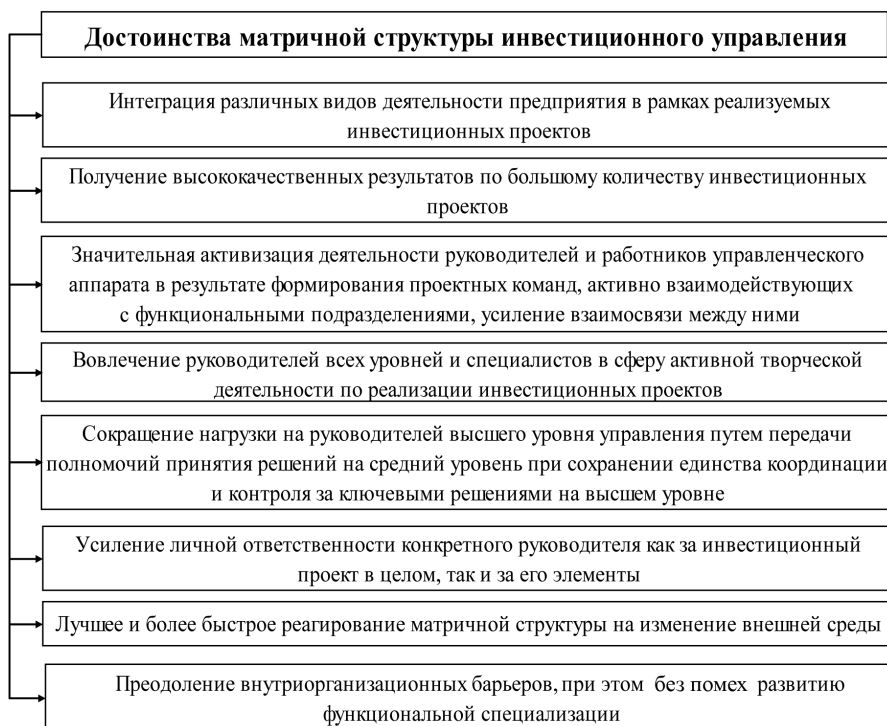 Достоинства матричной структуры инвестиционного управления
Интеграция различных видов деятельности предприятия в рамках реализуемых
инвестиционных проектов
Получение высококачественных результатов по большому количеству инвестиционных
проектов
Значительная активизация деятельности руководителей и работников управленческого
аппарата в результате формирования проектных команд, активно взаимодействующих
с функциональными подразделениями, усиление взаимосвязи между ними
Вовлечение руководителей всех уровней и специалистов в сферу активной творческой
деятельности по реализации инвестиционных проектов
Сокращение нагрузки на руководителей высшего уровня управления путем передачи
полномочий принятия решений на средний уровень при сохранении единства координации
и контроля за ключевыми решениями на высшем уровне
Усиление личной ответственности конкретного руководителя как за инвестиционный
проект в целом, так и за его элементы
Лучшее и более быстрое реагирование матричной структуры на изменение внешней среды
Преодоление внутриорганизационных барьеров, при этом без помех развитию
функциональной специализации